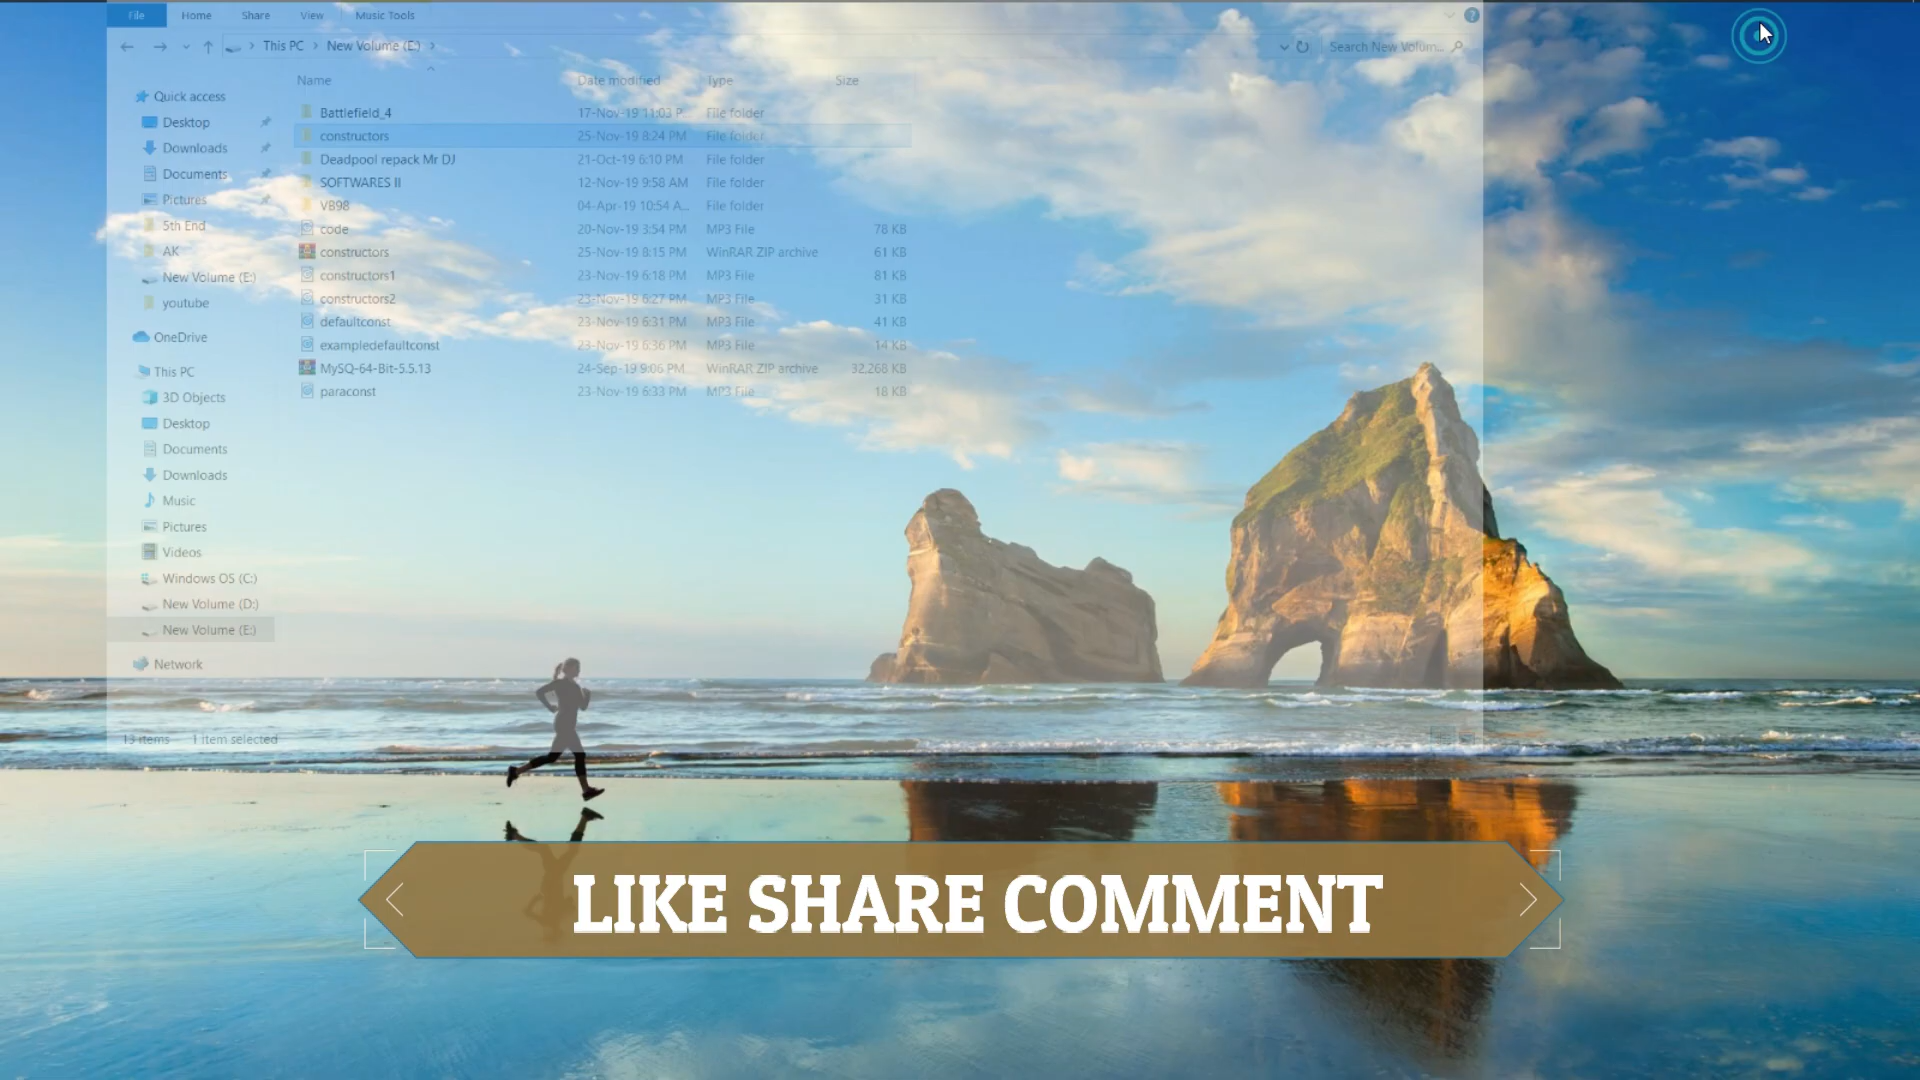 File Home Share View Music Tools
This PC > New Volume (E:) > Search New Volum...
Name Date modified Type Size
Quick access
Desktop
Downloads
Documents
Pictures
5th End
AK
New Volume (E:)
youtube
OneDrive
This PC
3D Objects
Desktop
Documents
Downloads
Music
Pictures
Videos
Windows OS (C:)
New Volume (D:)
New Volume (E:)
Network
Battlefield_4 17-Nov-19 11:03 P... File folder
constructors 25-Nov-19 8:24 PM File folder
Deadpool repack Mr DJ 21-Oct-19 6:10 PM File folder
SOFTWARES II 12-Nov-19 9:58 AM File folder
VB98 04-Apr-19 10:54 A... File folder
code 20-Nov-19 3:54 PM MP3 File 78 KB
constructors 25-Nov-19 8:15 PM WinRAR ZIP archive 61 KB
constructors1 23-Nov-19 6:18 PM MP3 File 81 KB
constructors2 23-Nov-19 6:27 PM MP3 File 31 KB
defaultconst 23-Nov-19 6:31 PM MP3 File 41 KB
exampledefaultconst 23-Nov-19 6:36 PM MP3 File 14 KB
MySQ-64-Bit-5.5.13 24-Sep-19 9:06 PM WinRAR ZIP archive 32,268 KB
paraconst 23-Nov-19 6:33 PM MP3 File 18 KB
13 items 1 item selected
LIKE SHARE COMMENT